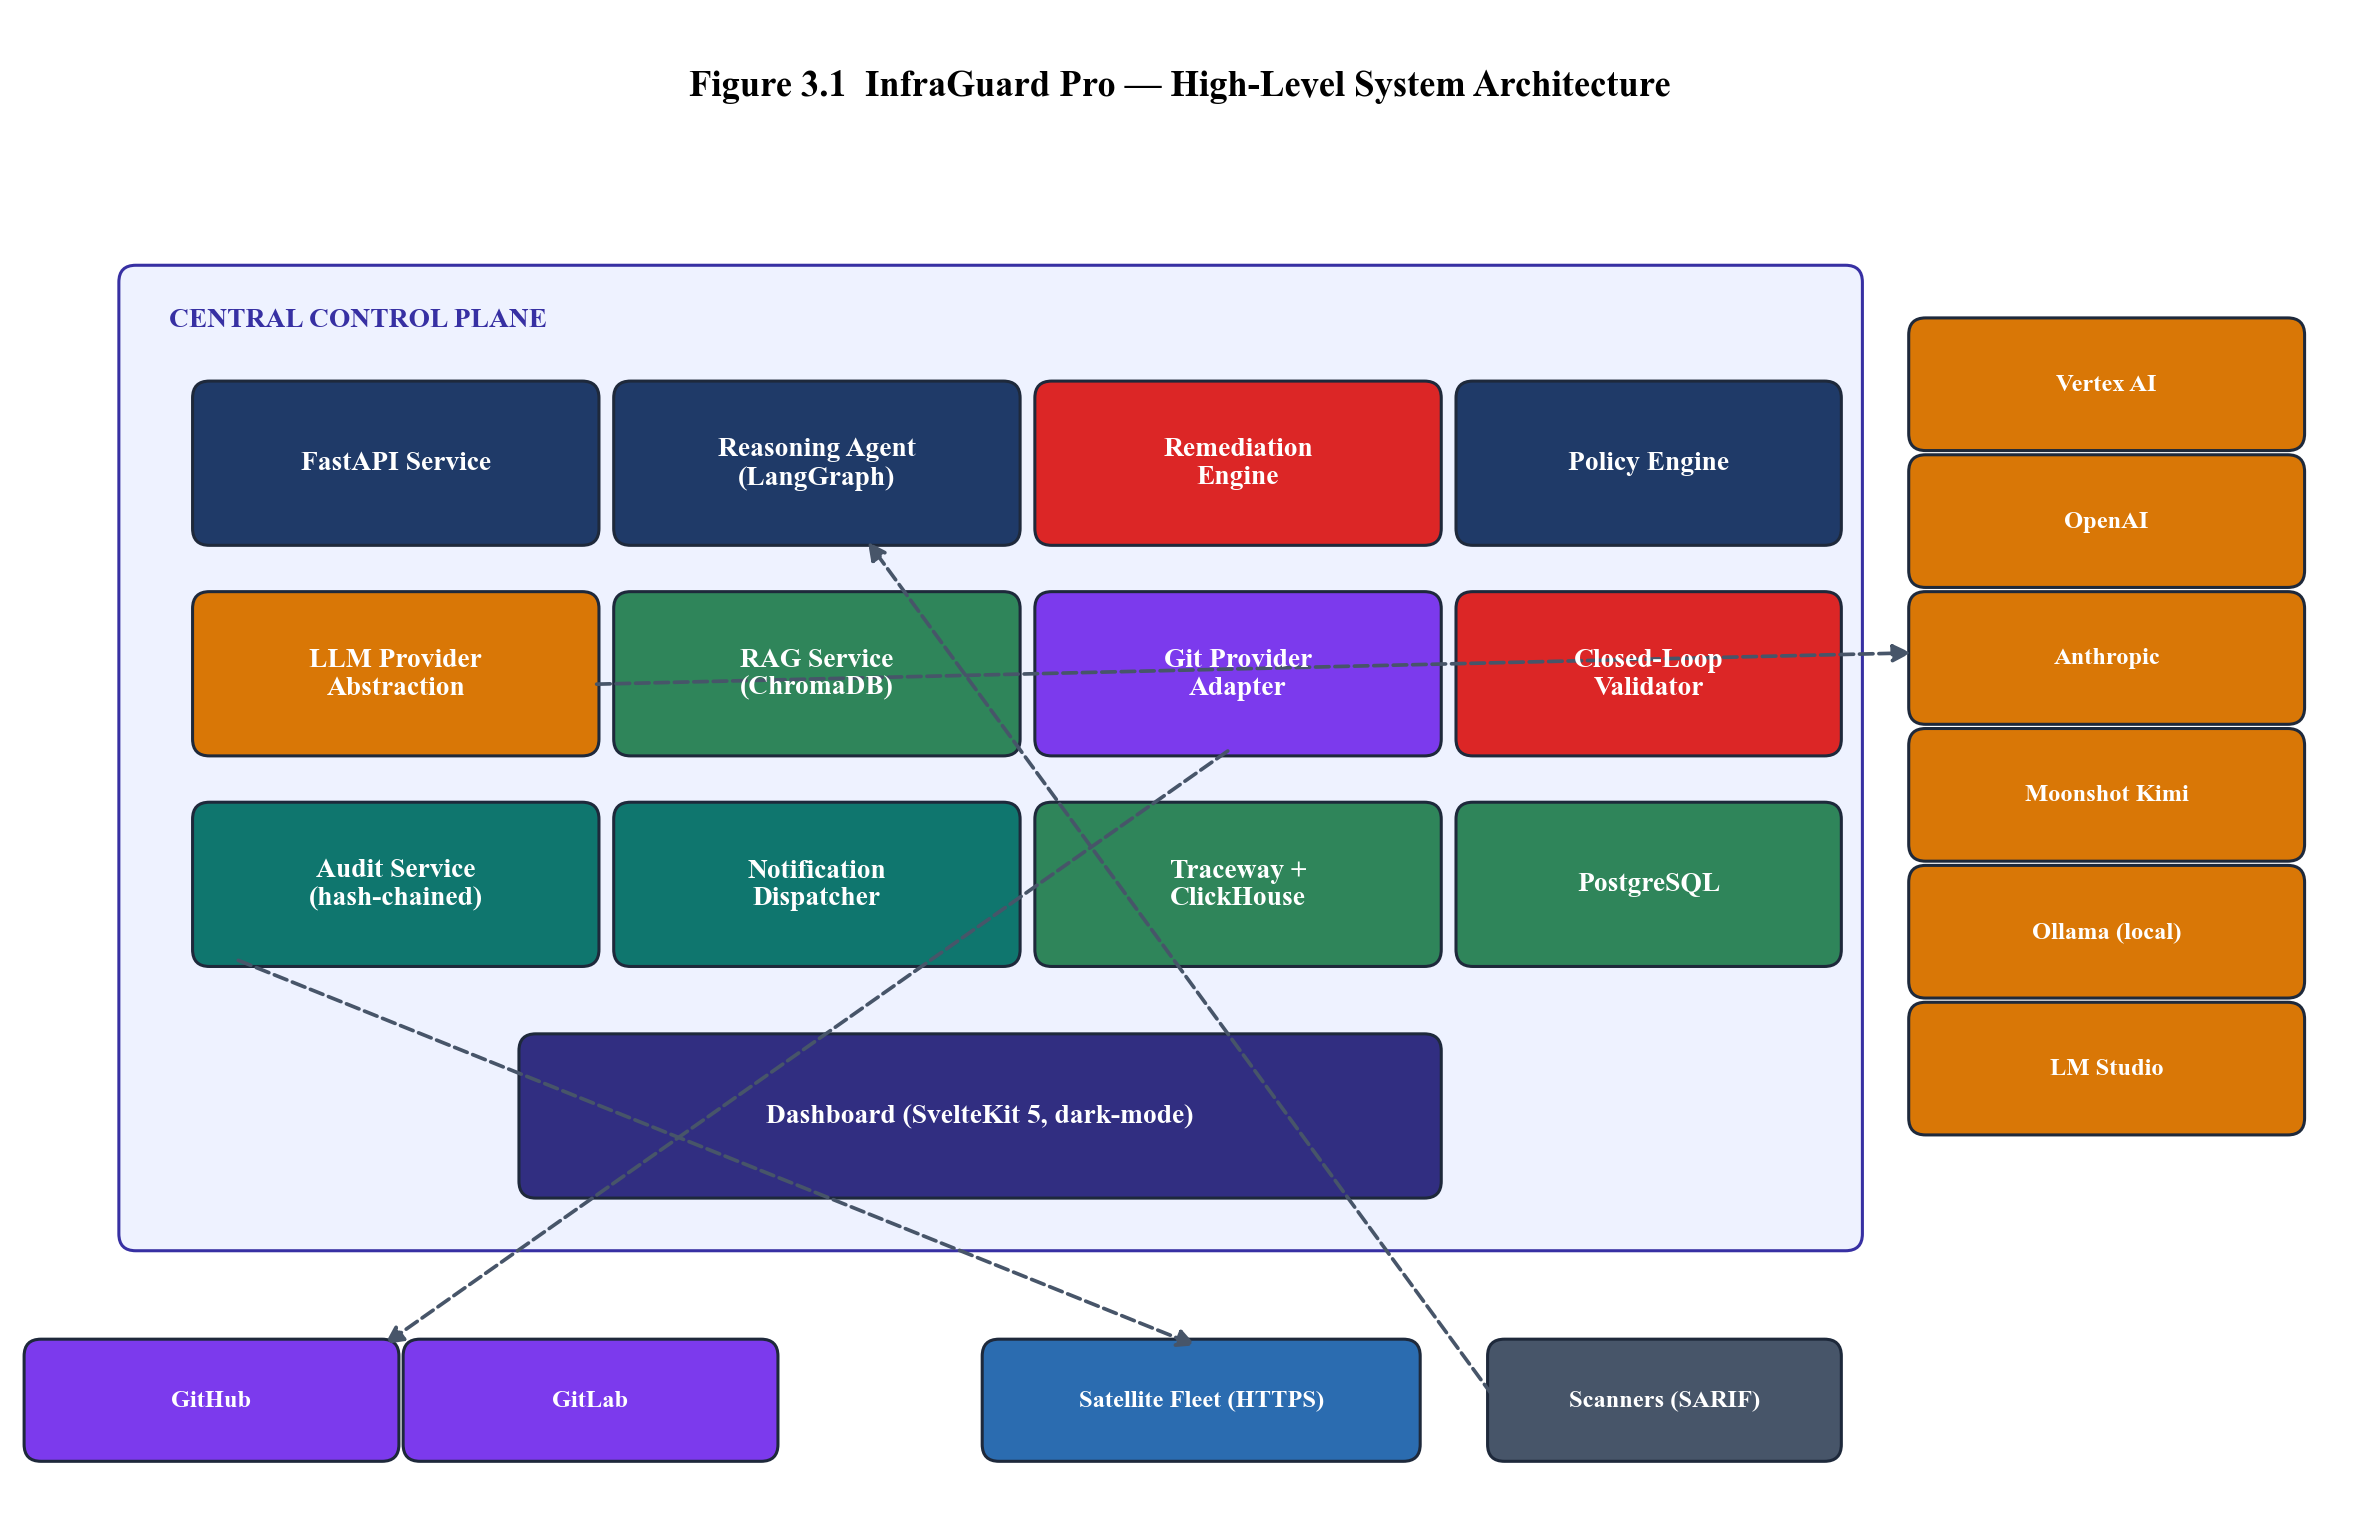 Figure 3.1  InfraGuard Pro — High-Level System Architecture
CENTRAL CONTROL PLANE
FastAPI Service
Reasoning Agent
(LangGraph)
Remediation
Engine
Policy Engine
LLM Provider
Abstraction
RAG Service
(ChromaDB)
Git Provider
Adapter
Closed-Loop
Validator
Audit Service
(hash-chained)
Notification
Dispatcher
Traceway +
ClickHouse
PostgreSQL
Dashboard (SvelteKit 5, dark-mode)
Vertex AI
OpenAI
Anthropic
Moonshot Kimi
Ollama (local)
LM Studio
GitHub
GitLab
Satellite Fleet (HTTPS)
Scanners (SARIF)